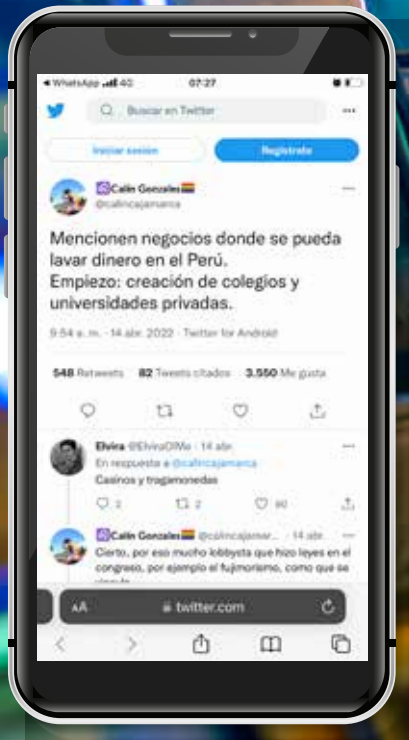 WhatsApp 4G 07:27
Buscar en Twitter
Iniciar sesión Regístrate
Calin Gonzales
@calincajamarca
Mencionen negocios donde se pueda
lavar dinero en el Perú.
Empiezo: creación de colegios y
universidades privadas.
9:54 a. m. · 14 abr. 2022 · Twitter for Android
548 Retweets 82 Tweets citados 3.550 Me gusta
Elvira · 14 abr.
En respuesta a @calincajamarca
Casinos y tragamonedas
2 2 60
Calin Gonzales @calincajamar... · 14 abr.
Cierto, por eso mucho lobbysta que hizo leyes en el
congreso, por ejemplo el fujimorismo, como que se
AA twitter.com